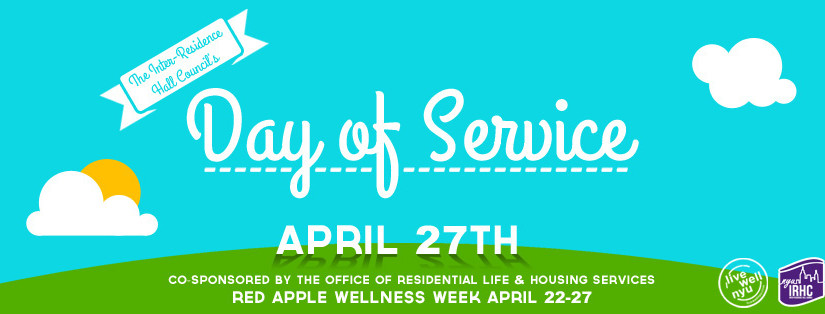 The Inter-Residence
Hall Council's
Day of Service
APRIL 27TH
CO-SPONSORED BY THE OFFICE OF RESIDENTIAL LIFE & HOUSING SERVICES
RED APPLE WELLNESS WEEK APRIL 22-27
live
well
nyu
nyu
IRHC